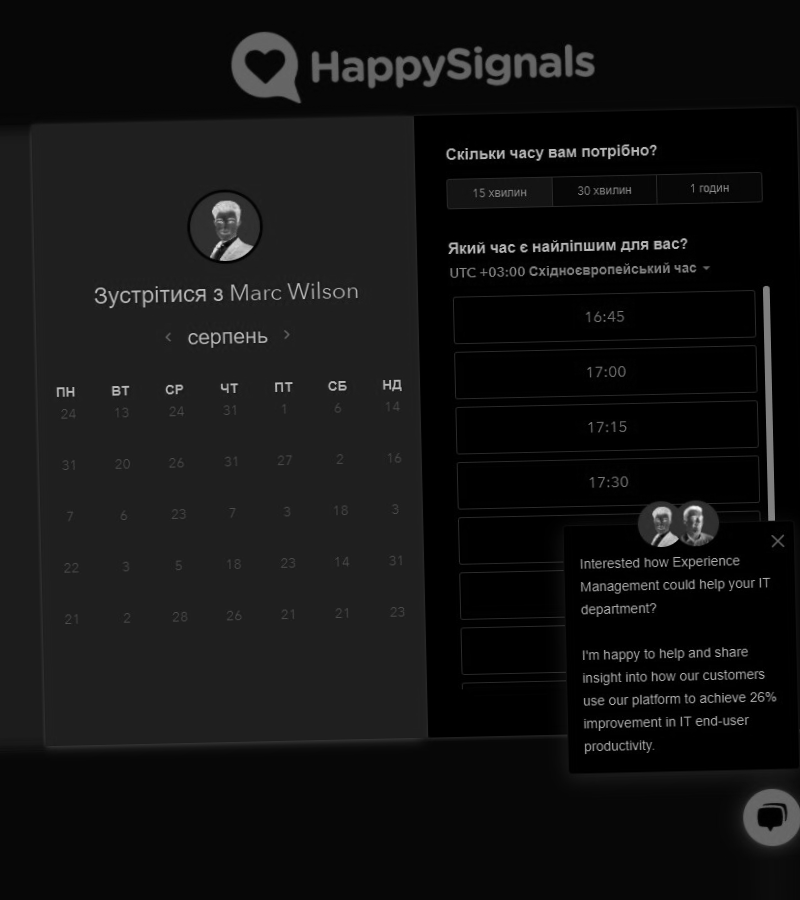 HappySignals
Зустрітися з Marc Wilson
серпень
ПН ВТ СР ЧТ ПТ СБ НД
24 13 24 31 1 6 14
31 20 26 31 27 2 16
7 6 23 7 3 18 3
22 3 5 18 23 14 31
21 2 28 26 21 21 23
Скільки часу вам потрібно?
15 хвилин 30 хвилин 1 годин
Який час є найліпшим для вас?
UTC +03:00 Східноєвропейський час
16:45
17:00
17:15
17:30
Interested how Experience
Management could help your IT
department?
I'm happy to help and share
insight into how our customers
use our platform to achieve 26%
improvement in IT end-user
productivity.